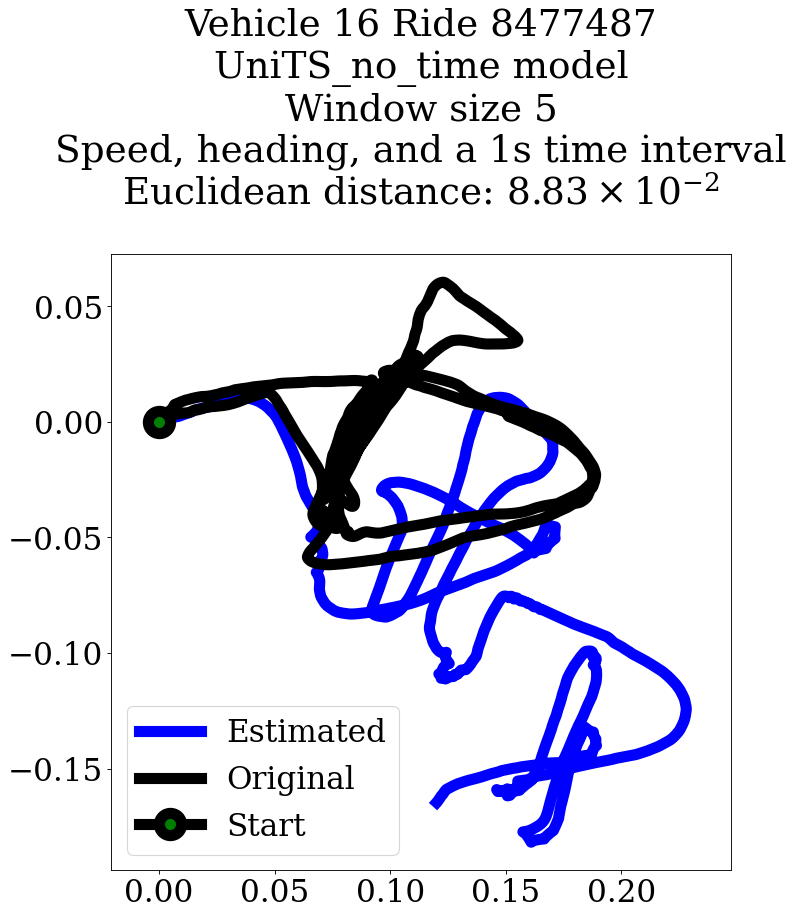 Vehicle 16 Ride 8477487
UniTS_no_time model
Window size 5
Speed, heading, and a 1s time interval
Euclidean distance: 8.83 × 10⁻²
0.05
0.00
−0.05
−0.10
−0.15
Estimated
Original
Start
0.00 0.05 0.10 0.15 0.20